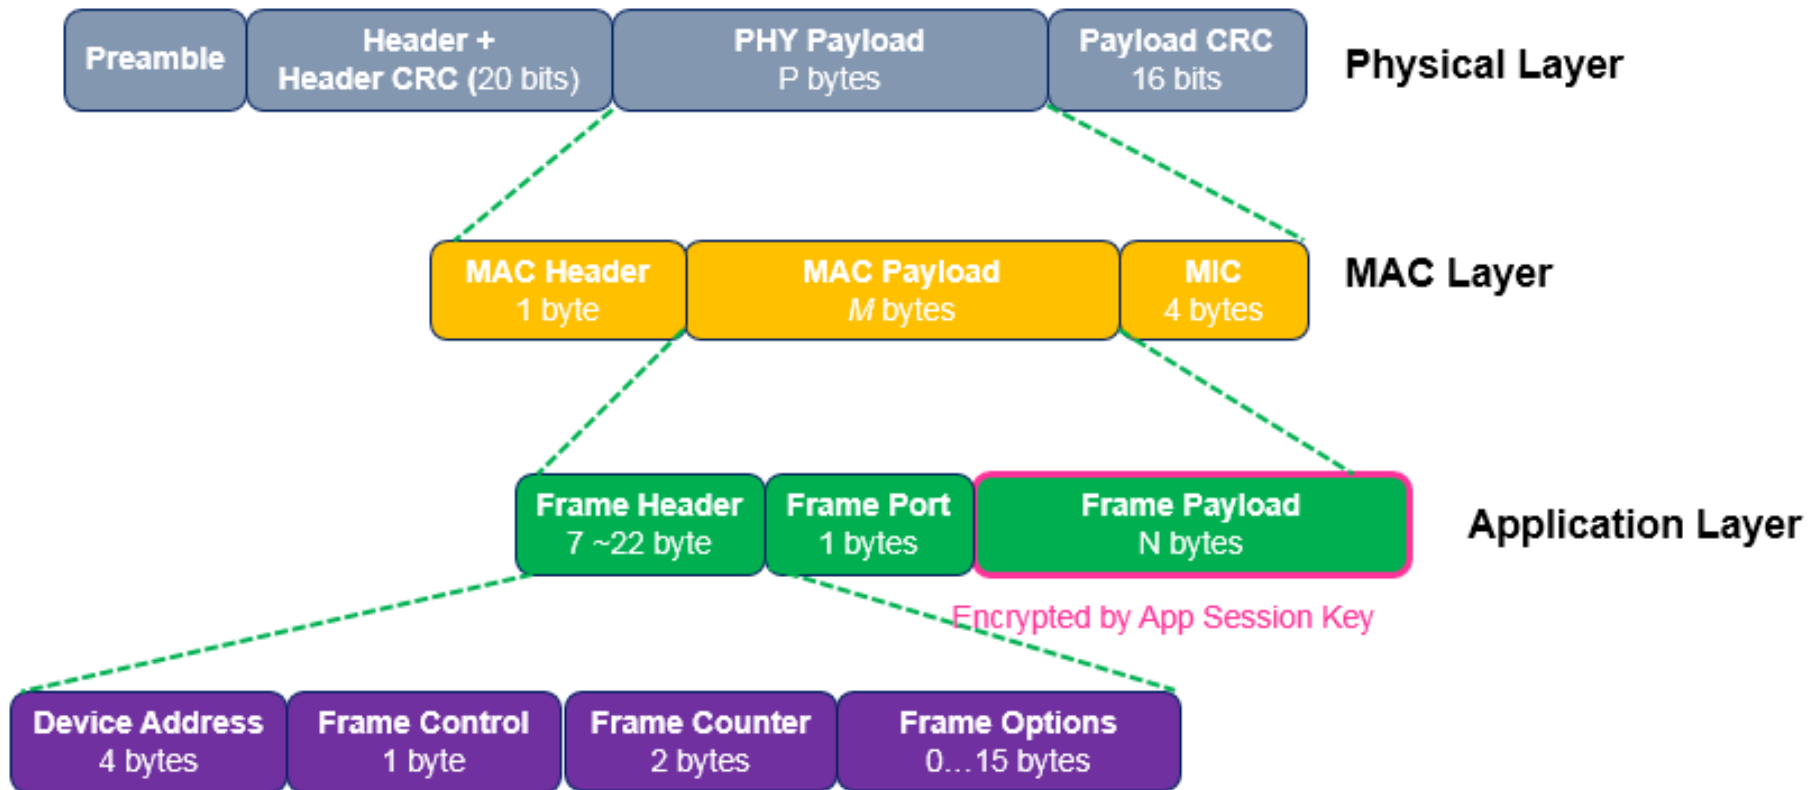 Preamble
Header +
Header CRC (20 bits)
PHY Payload
P bytes
Payload CRC
16 bits
Physical Layer
MAC Header
1 byte
MAC Payload
M bytes
MIC
4 bytes
MAC Layer
Frame Header
7 ~22 byte
Frame Port
1 bytes
Frame Payload
N bytes
Application Layer
Encrypted by App Session Key
Device Address
4 bytes
Frame Control
1 byte
Frame Counter
2 bytes
Frame Options
0...15 bytes